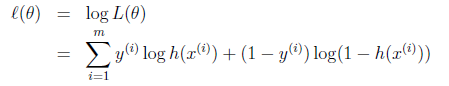 ℓ(θ) = log L(θ)
= ∑_{i=1}^{m} y^{(i)} log h(x^{(i)}) + (1 − y^{(i)}) log(1 − h(x^{(i)}))